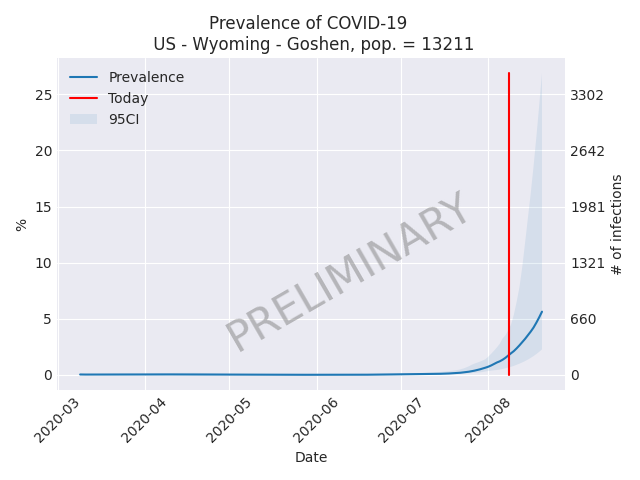 Prevalence of COVID-19
US - Wyoming - Goshen, pop. = 13211
Prevalence
Today
95CI
PRELIMINARY
%
25
20
15
10
5
0
3302
2642
1981
1321
660
0
# of infections
2020-03
2020-04
2020-05
2020-06
2020-07
2020-08
Date